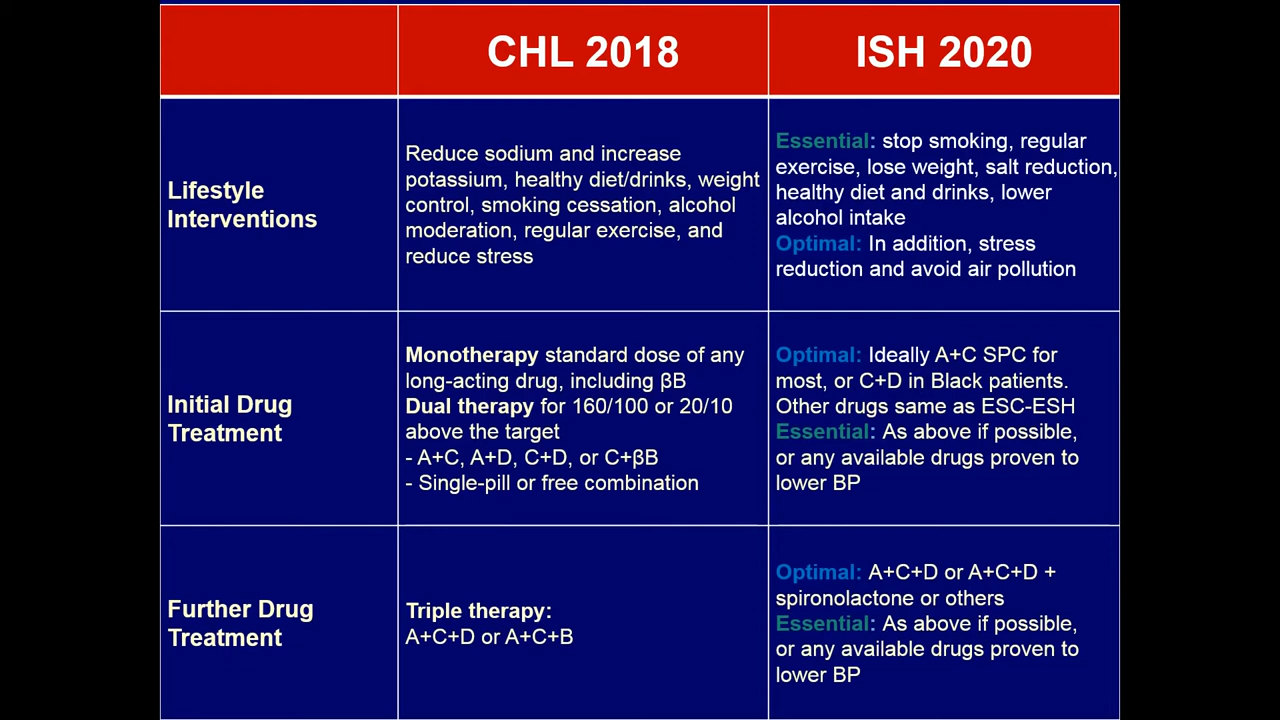 CHL 2018
ISH 2020
Lifestyle
Interventions
Reduce sodium and increase
potassium, healthy diet/drinks, weight
control, smoking cessation, alcohol
moderation, regular exercise, and
reduce stress
Essential: stop smoking, regular
exercise, lose weight, salt reduction,
healthy diet and drinks, lower
alcohol intake
Optimal: In addition, stress
reduction and avoid air pollution
Initial Drug
Treatment
Monotherapy standard dose of any
long-acting drug, including βB
Dual therapy for 160/100 or 20/10
above the target
- A+C, A+D, C+D, or C+βB
- Single-pill or free combination
Optimal: Ideally A+C SPC for
most, or C+D in Black patients.
Other drugs same as ESC-ESH
Essential: As above if possible,
or any available drugs proven to
lower BP
Further Drug
Treatment
Triple therapy:
A+C+D or A+C+B
Optimal: A+C+D or A+C+D +
spironolactone or others
Essential: As above if possible,
or any available drugs proven to
lower BP